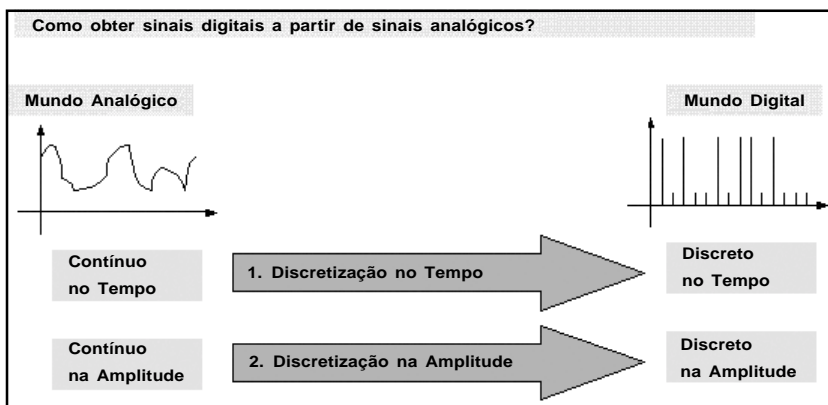 Como obter sinais digitais a partir de sinais analógicos?
Mundo Analógico
Mundo Digital
Contínuo
no Tempo
1. Discretização no Tempo
Discreto
no Tempo
Contínuo
na Amplitude
2. Discretização na Amplitude
Discreto
na Amplitude